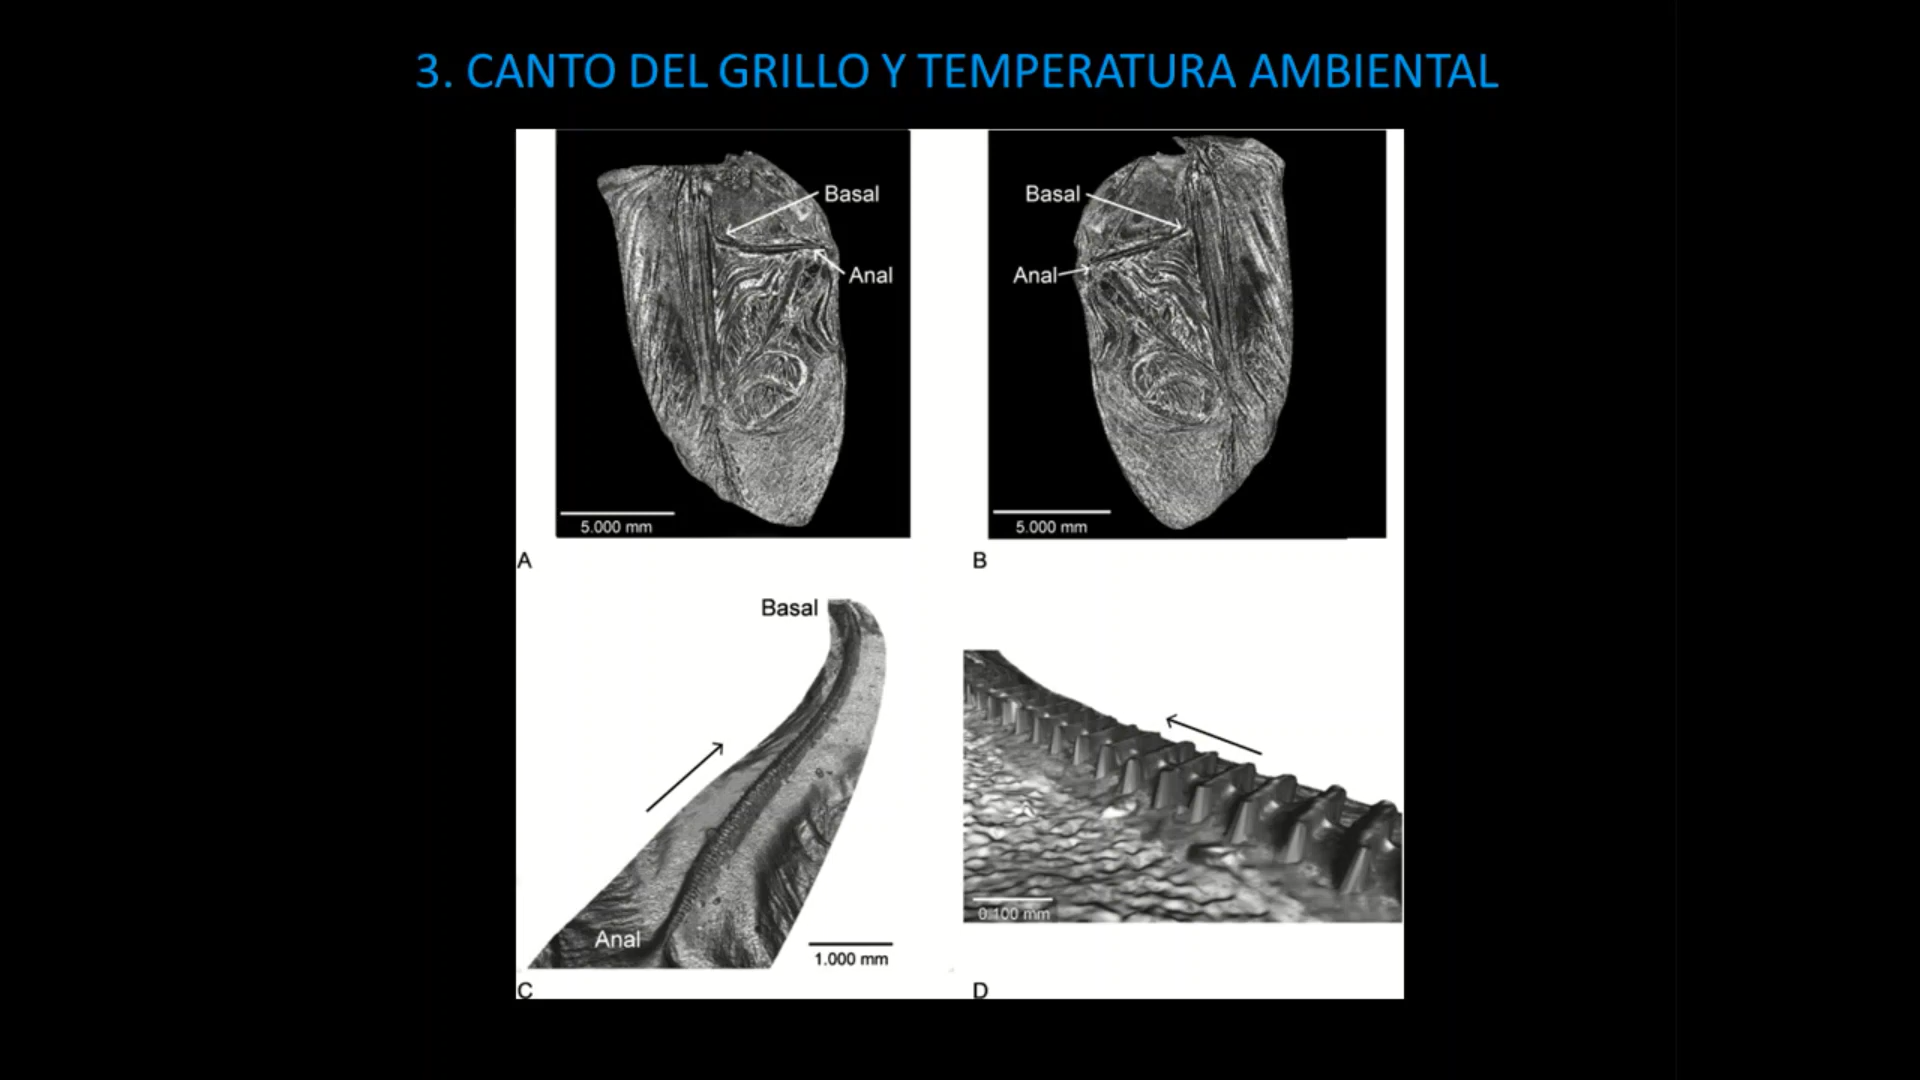 3. CANTO DEL GRILLO Y TEMPERATURA AMBIENTAL
Basal
Anal
5.000 mm
A
Basal
Anal
5.000 mm
B
Basal
Anal
1.000 mm
C
0.100 mm
D